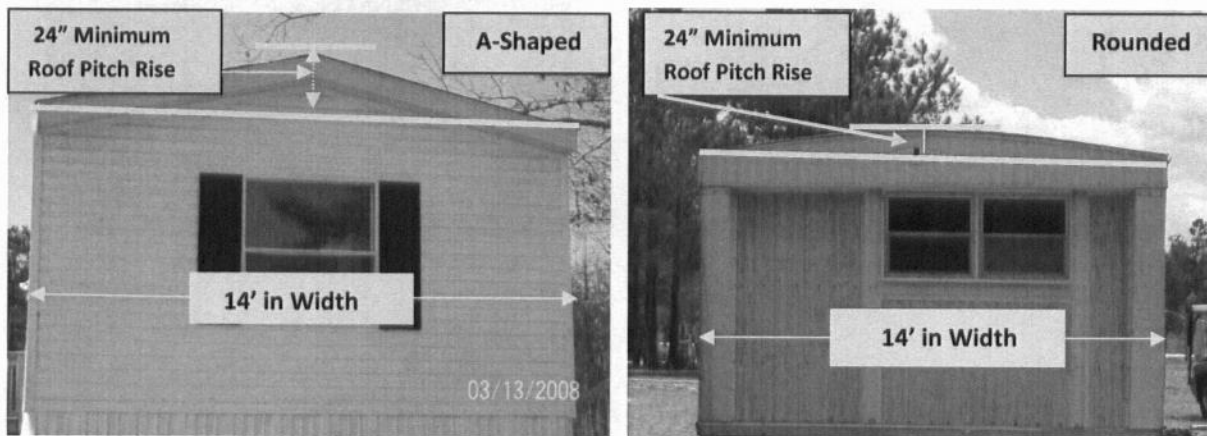 24” Minimum
Roof Pitch Rise
A-Shaped
14’ in Width
03/13/2008
24” Minimum
Roof Pitch Rise
Rounded
14’ in Width